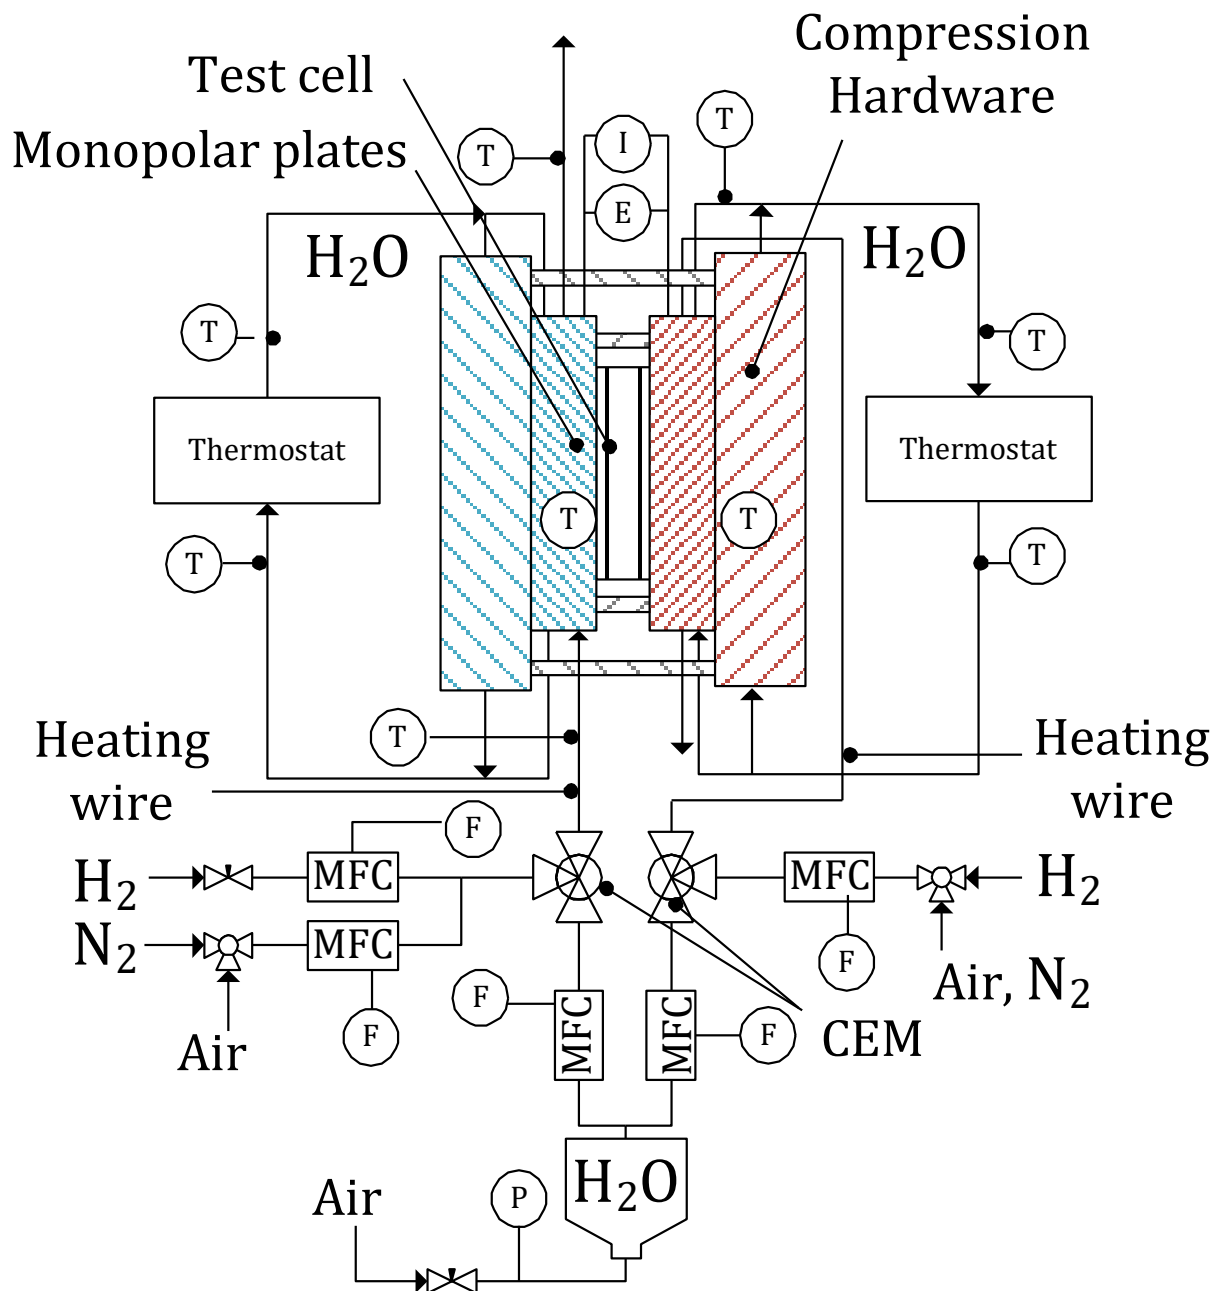 Compression
Hardware
Test cell
Monopolar plates
T
I
T
E
H₂O
H₂O
T
T
Thermostat
Thermostat
T
T
T
T
T
Heating
wire
Heating
wire
F
H₂
MFC
MFC
H₂
N₂
MFC
F
F
Air, N₂
F
Air
MFC
MFC
F
CEM
H₂O
Air
P